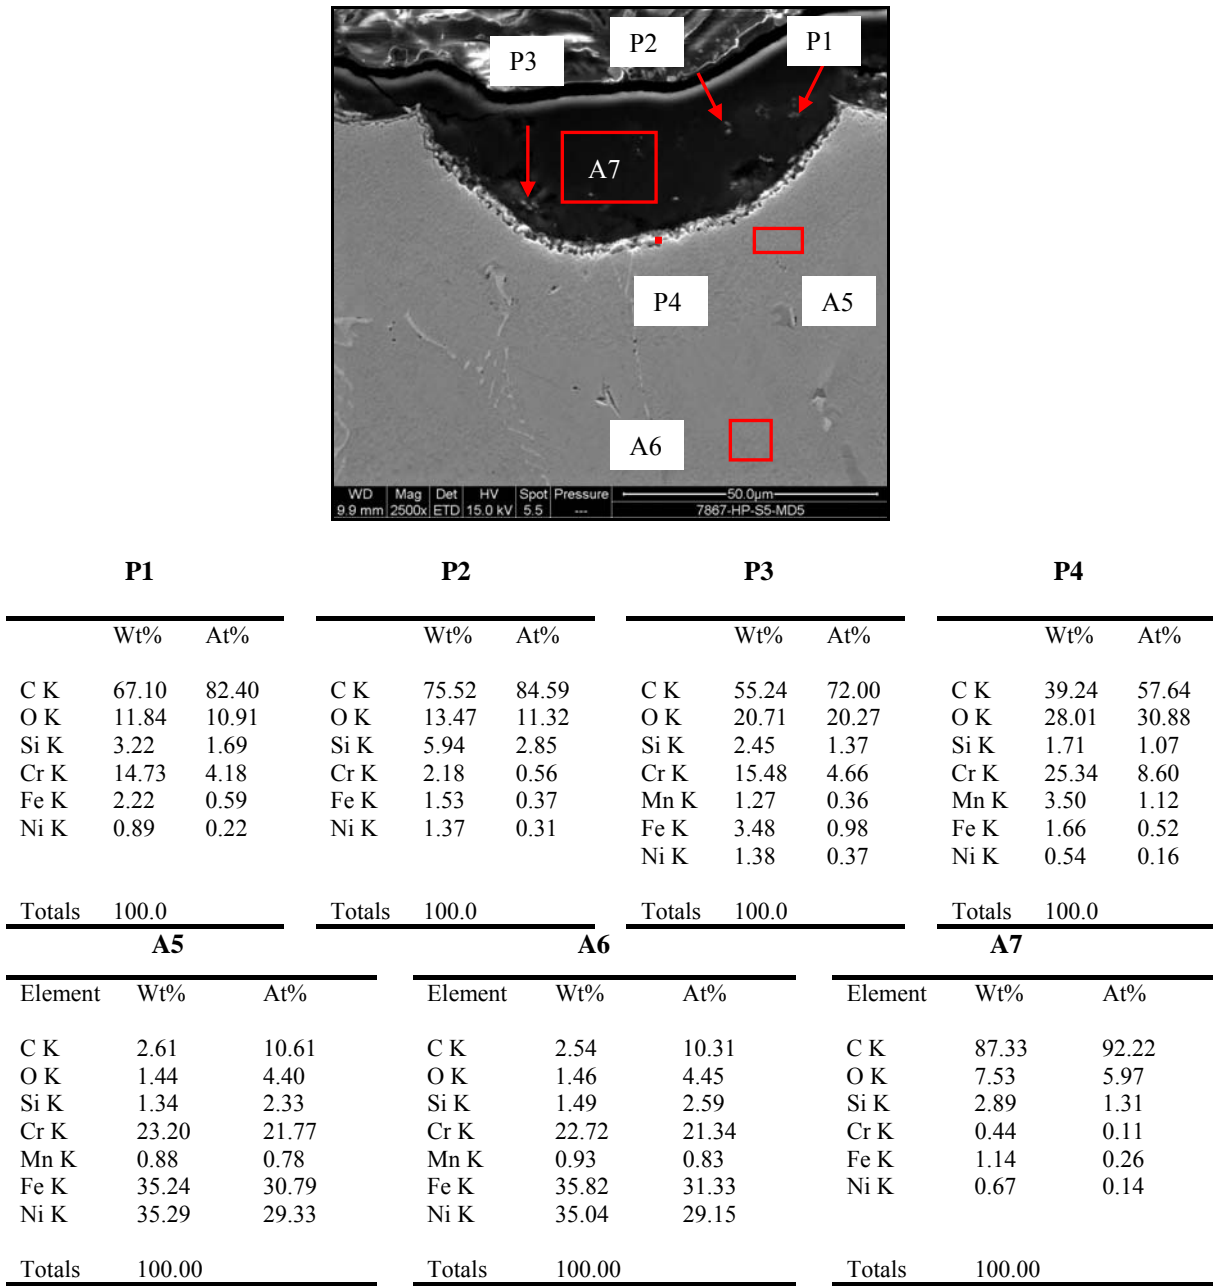 P3
P2
P1
A7
P4
A5
A6
WD Mag Det HV Spot Pressure 50.0µm
9.9 mm 2500x ETD 15.0 kV 5.5 --- 7867-HP-S5-MD5
P1
Wt% At%
C K 67.10 82.40
O K 11.84 10.91
Si K 3.22 1.69
Cr K 14.73 4.18
Fe K 2.22 0.59
Ni K 0.89 0.22
Totals 100.0
P2
Wt% At%
C K 75.52 84.59
O K 13.47 11.32
Si K 5.94 2.85
Cr K 2.18 0.56
Fe K 1.53 0.37
Ni K 1.37 0.31
Totals 100.0
P3
Wt% At%
C K 55.24 72.00
O K 20.71 20.27
Si K 2.45 1.37
Cr K 15.48 4.66
Mn K 1.27 0.36
Fe K 3.48 0.98
Ni K 1.38 0.37
Totals 100.0
P4
Wt% At%
C K 39.24 57.64
O K 28.01 30.88
Si K 1.71 1.07
Cr K 25.34 8.60
Mn K 3.50 1.12
Fe K 1.66 0.52
Ni K 0.54 0.16
Totals 100.0
A5
Element Wt% At%
C K 2.61 10.61
O K 1.44 4.40
Si K 1.34 2.33
Cr K 23.20 21.77
Mn K 0.88 0.78
Fe K 35.24 30.79
Ni K 35.29 29.33
Totals 100.00
A6
Element Wt% At%
C K 2.54 10.31
O K 1.46 4.45
Si K 1.49 2.59
Cr K 22.72 21.34
Mn K 0.93 0.83
Fe K 35.82 31.33
Ni K 35.04 29.15
Totals 100.00
A7
Element Wt% At%
C K 87.33 92.22
O K 7.53 5.97
Si K 2.89 1.31
Cr K 0.44 0.11
Fe K 1.14 0.26
Ni K 0.67 0.14
Totals 100.00